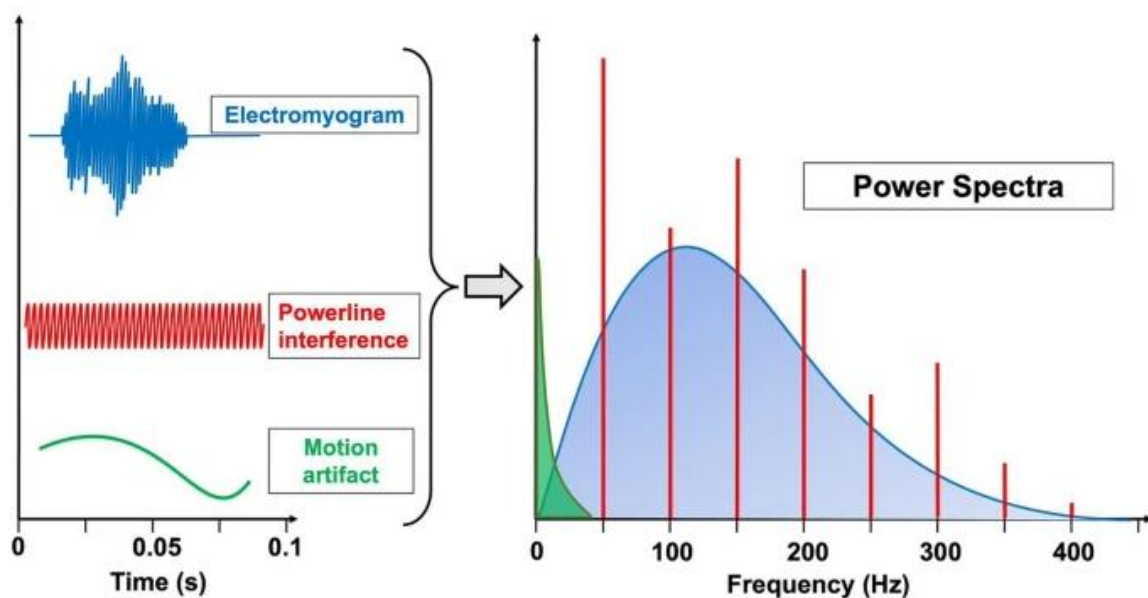 Electromyogram
Powerline
interference
Motion
artifact
0
0.05
0.1
Time (s)
Power Spectra
0
100
200
300
400
Frequency (Hz)